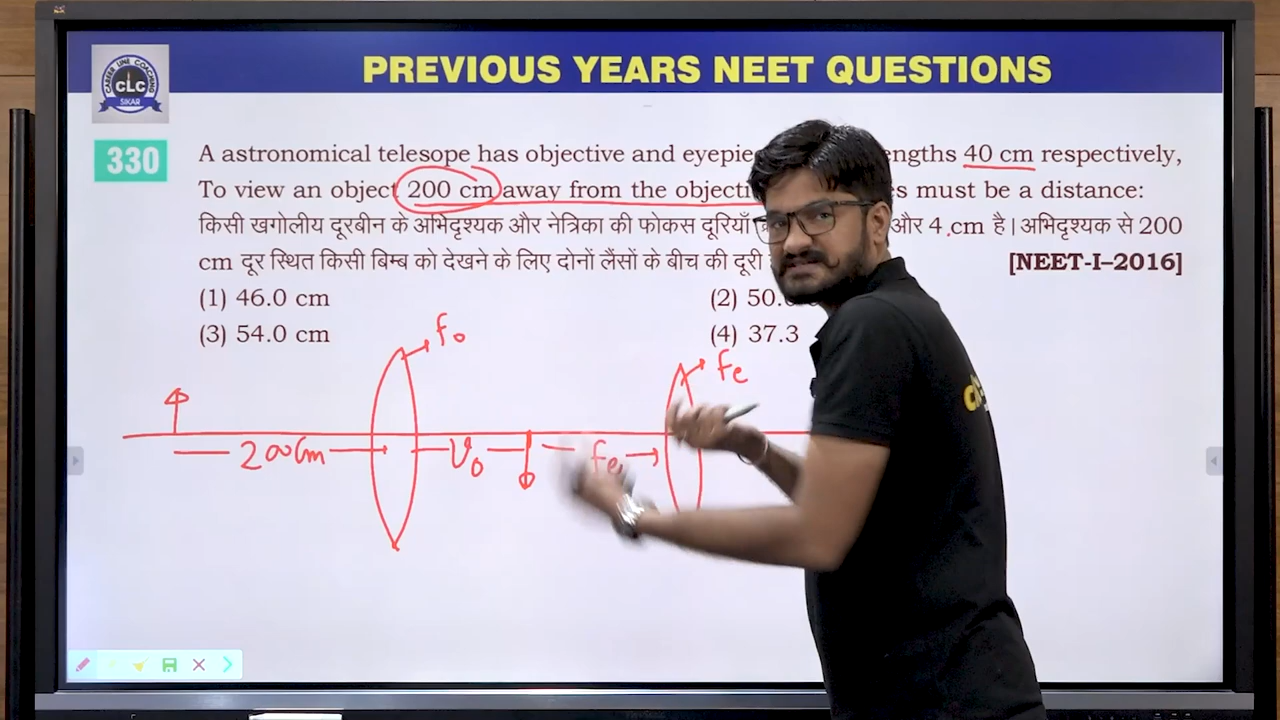 PREVIOUS YEARS NEET QUESTIONS
CAREER LINE COACHING
CLC
SIKAR
330
A astronomical telesope has objective and eyepie engths 40 cm respectively,
To view an object 200 cm away from the objecti es must be a distance:
किसी खगोलीय दूरबीन के अभिदृश्यक और नेत्रिका की फोकस दूरियाँ और 4 cm है। अभिदृश्यक से 200
cm दूर स्थित किसी बिम्ब को देखने के लिए दोनों लैंसों के बीच की दूरी
[NEET-I–2016]
(1) 46.0 cm
(2) 50.
(3) 54.0 cm
(4) 37.3
fo
fe
200cm
Vo
fe